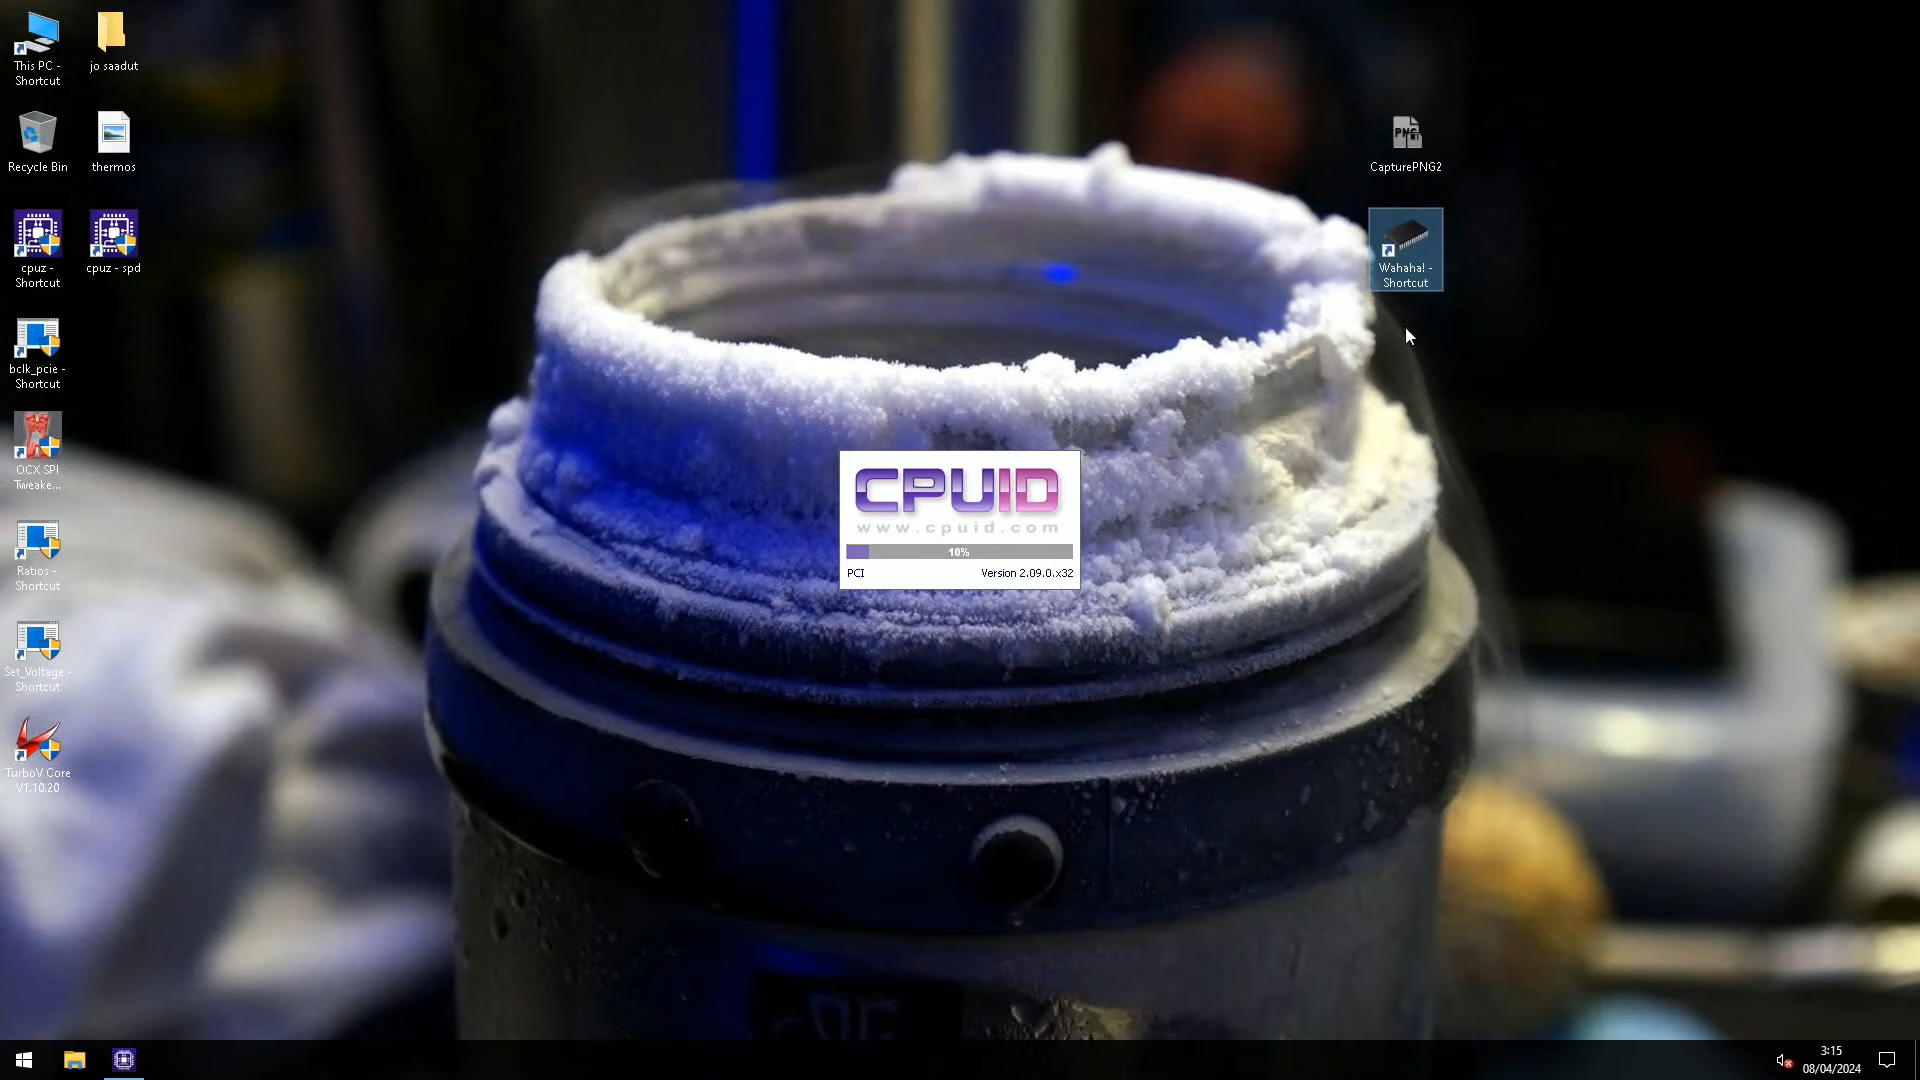 This PC -
Shortcut
jo saadut
Recycle Bin
thermos
cpuz -
Shortcut
cpuz - spd
bclk_pcie -
Shortcut
OCX SPI
Tweake...
Ratios -
Shortcut
Set_Voltage -
Shortcut
TurboV Core
V1.10.20
PNG
CapturePNG2
Wahaha! -
Shortcut
CPUID
www.cpuid.com
10%
PCI
Version 2.09.0.x32
3:15
08/04/2024